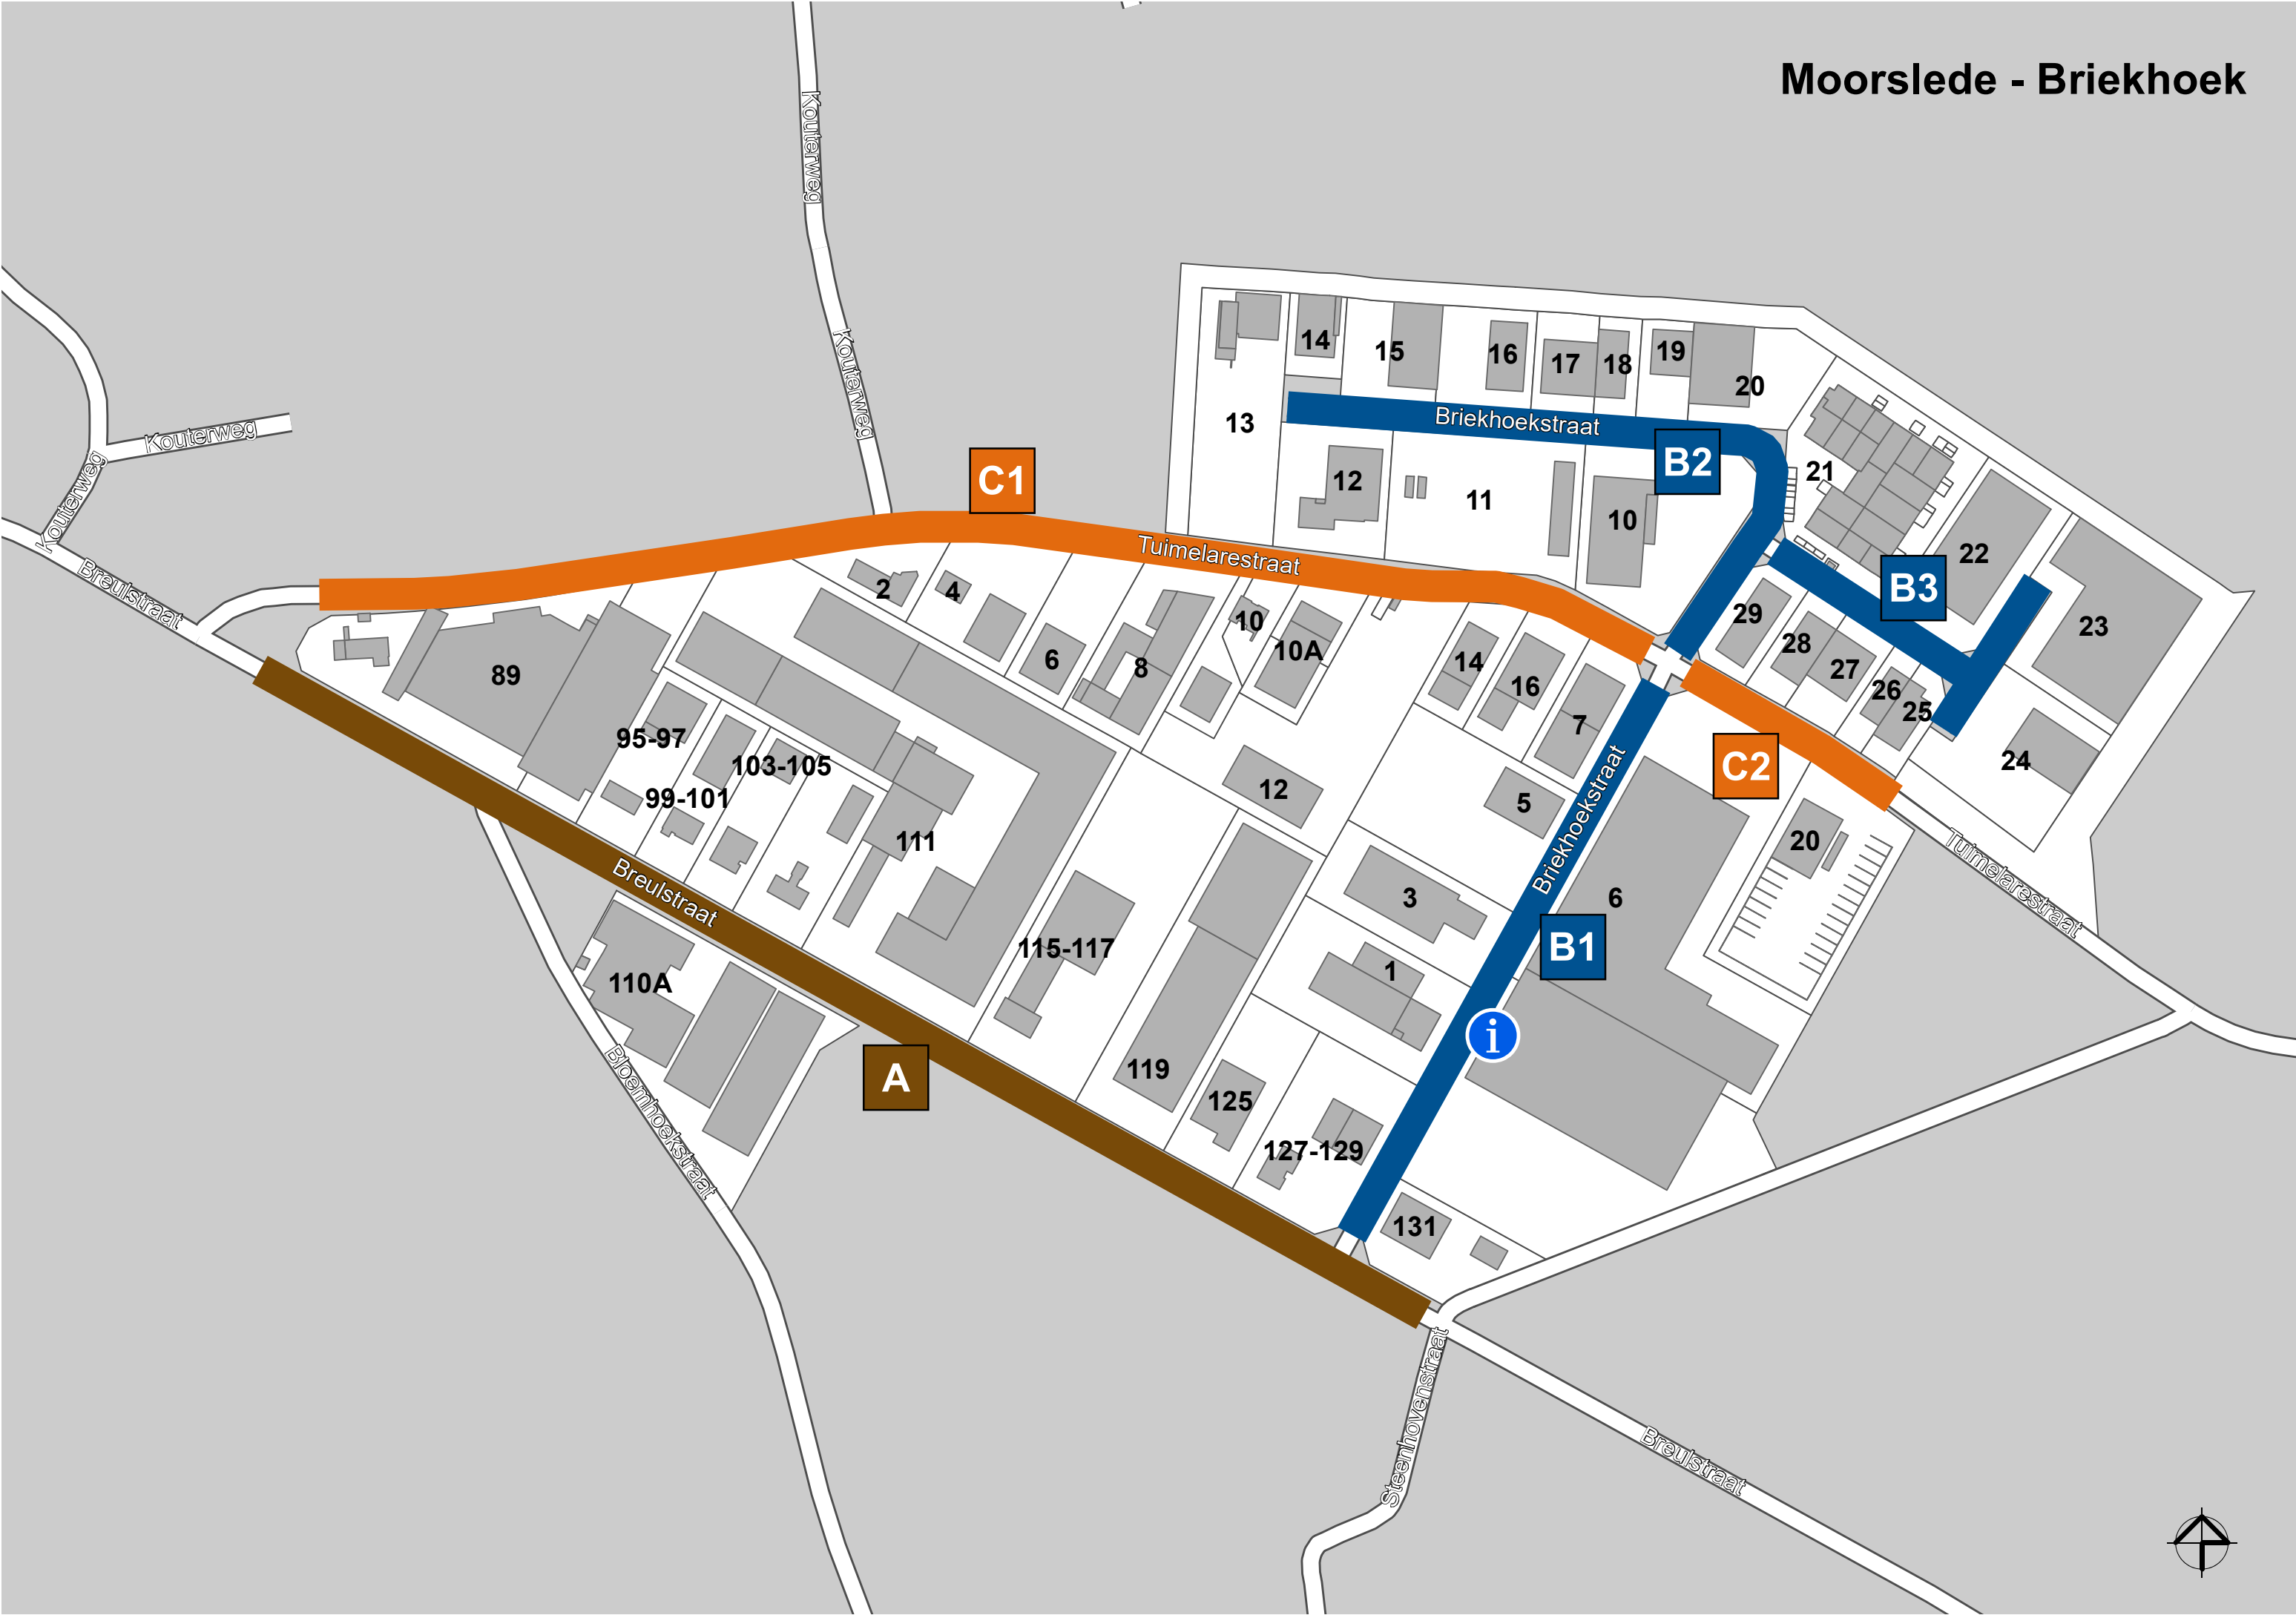 Moorslede - Briekhoek
Kouterweg
Kouterweg
Kouterweg
Kouterweg
14
15
16
17
18
19
20
13
Briekhoekstraat
B2
21
12
11
10
22
C1
Tuimelarestraat
B3
23
Breulstraat
2
4
10
10A
6
8
14
16
7
29
28
27
26
25
24
89
95-97
103-105
99-101
111
12
5
C2
20
Briekhoekstraat
Tuimelarestraat
Breulstraat
3
6
B1
110A
115-117
1
i
A
119
125
127-129
131
Bloemhoekstraat
Steenhovenstraat
Breulstraat